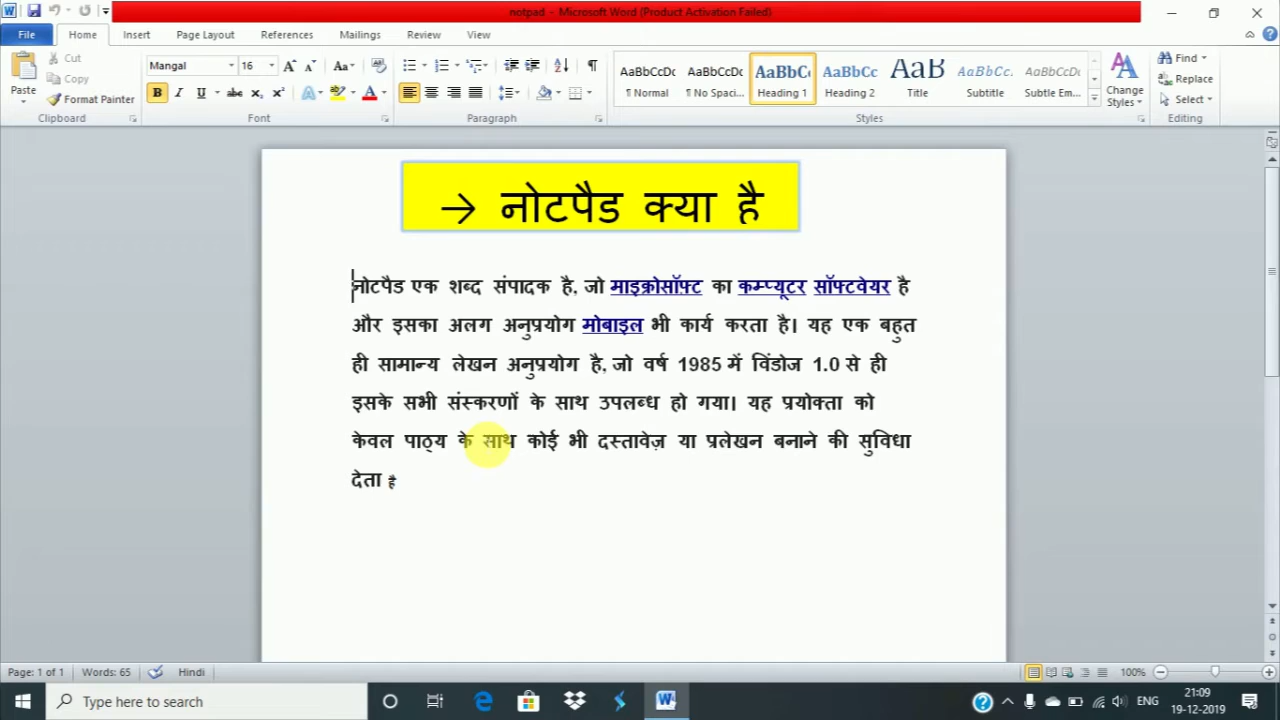 notpad - Microsoft Word (Product Activation Failed)
File Home Insert Page Layout References Mailings Review View
Paste
Cut
Copy
Format Painter
Clipboard
Mangal 16
Font
Paragraph
AaBbCcDc AaBbCcDc AaBbC AaBbCc AaB AaBbCc. AaBbCcDc
¶ Normal ¶ No Spaci... Heading 1 Heading 2 Title Subtitle Subtle Em...
Change Styles
Styles
Find
Replace
Select
Editing
→ नोटपैड क्या है
नोटपैड एक शब्द संपादक है, जो माइक्रोसॉफ्ट का कम्प्यूटर सॉफ्टवेयर है
और इसका अलग अनुप्रयोग मोबाइल भी कार्य करता है। यह एक बहुत
ही सामान्य लेखन अनुप्रयोग है, जो वर्ष 1985 में विंडोज 1.0 से ही
इसके सभी संस्करणों के साथ उपलब्ध हो गया। यह प्रयोक्ता को
केवल पाठ्य के साथ कोई भी दस्तावेज़ या प्रलेखन बनाने की सुविधा
देता है
Page: 1 of 1 Words: 65 Hindi 100%
Type here to search
ENG
21:09
19-12-2019